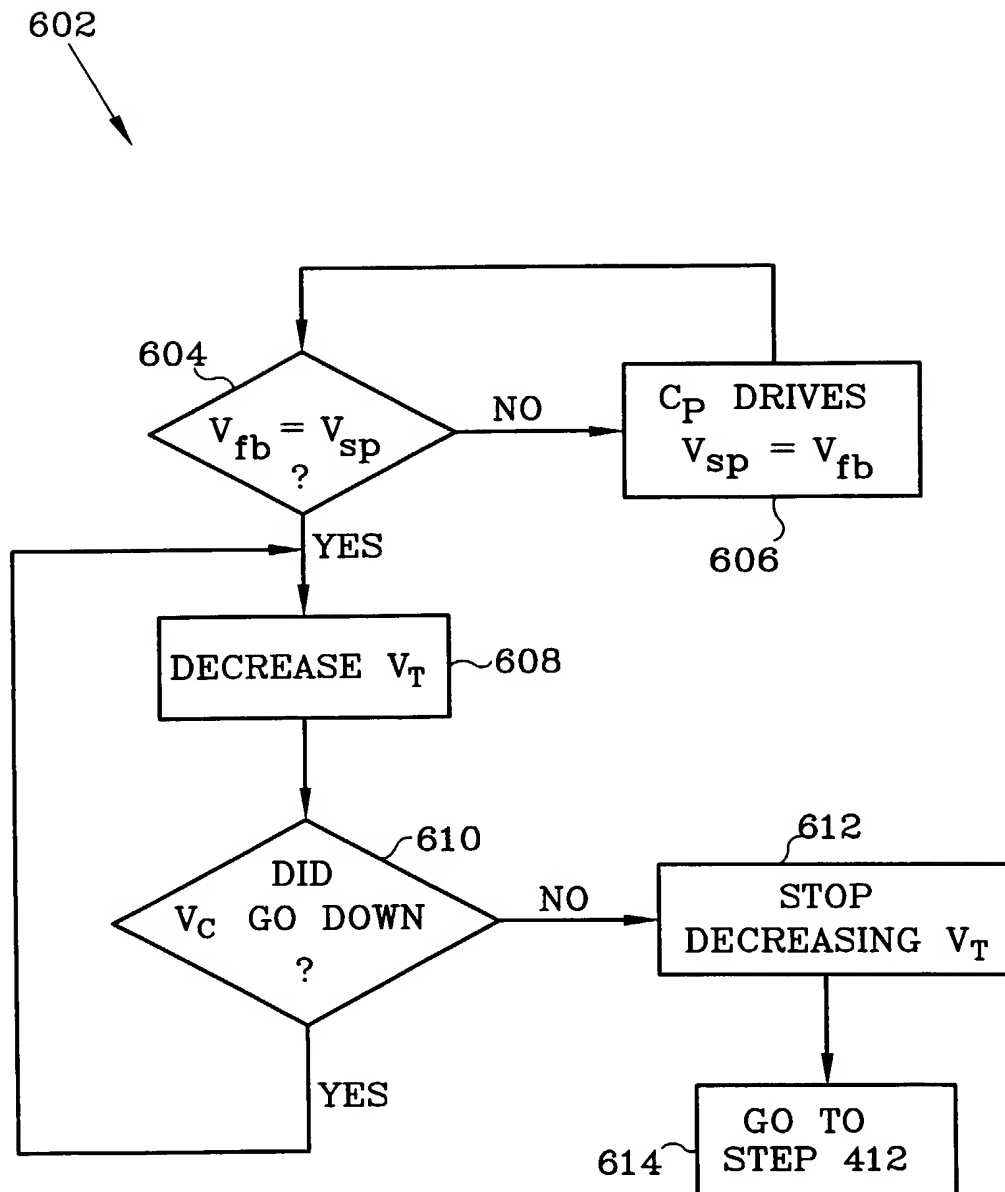 602
604
V_fb = V_sp
?
NO
C_P DRIVES
V_sp = V_fb
606
YES
DECREASE V_T
608
610
DID
V_C GO DOWN
?
NO
612
STOP
DECREASING V_T
YES
614
GO TO
STEP 412